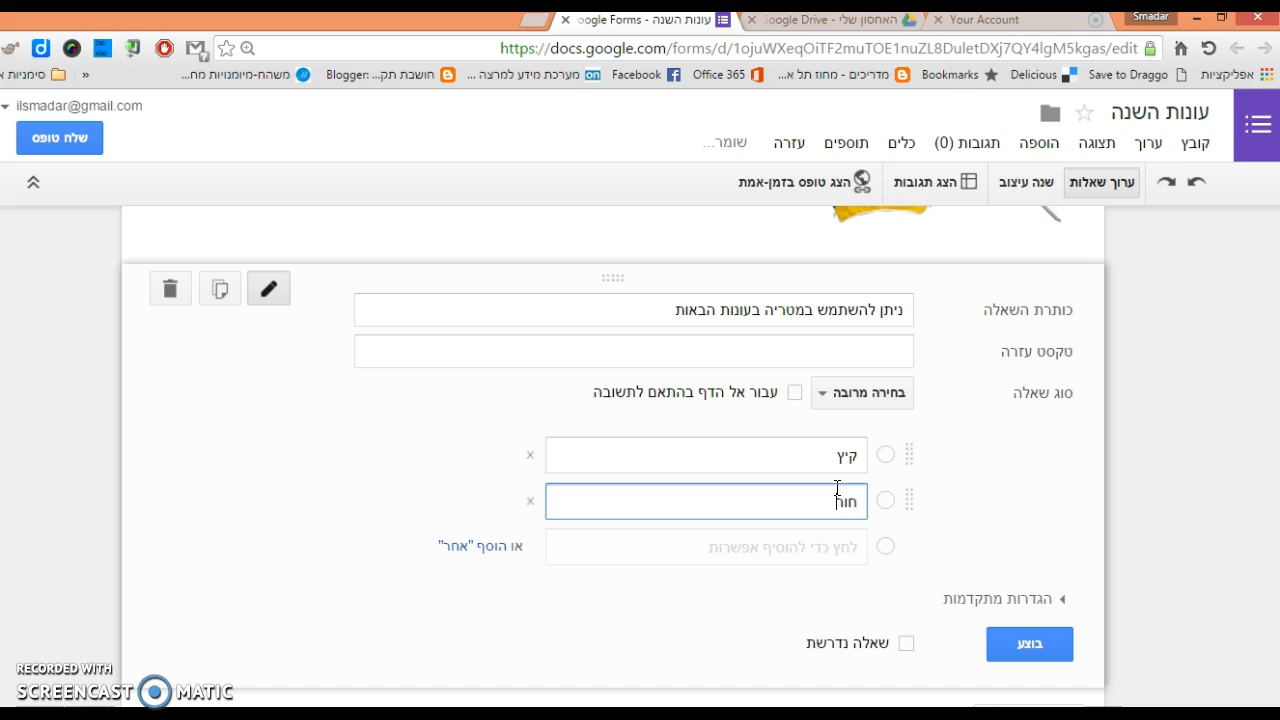 עונות השנה - Google Forms
האחסון שלי - Google Drive
Your Account
Smadar
https://docs.google.com/forms/d/1ojuWXeqOiTF2muTOE1nuZL8DuletDXj7QY4lgM5kgas/edit
אפליקציות Save to Draggo Delicious Bookmarks מדריכים - מחוז תל א... Office 365 Facebook מרכת מידע למרצה ... Blogger: חושבת תק... משהח-מיומנויות מח... » סימניות
ilsmadar@gmail.com
עונות השנה
שלח טופס
קובץ ערוך תצוגה הוספה תגובות (0) כלים תוספים עזרה שומר...
ערוך שאלות שנה עיצוב הצג תגובות הצג טופס בזמן-אמת
כותרת השאלה ניתן להשתמש במטריה בעונות הבאות
טקסט עזרה
סוג שאלה בחירה מרובה עבור אל הדף בהתאם לתשובה
קיץ
חור
לחץ כדי להוסיף אפשרות או הוסף "אחר"
הגדרות מתקדמות
בוצע שאלה נדרשת
RECORDED WITH
SCREENCAST MATIC